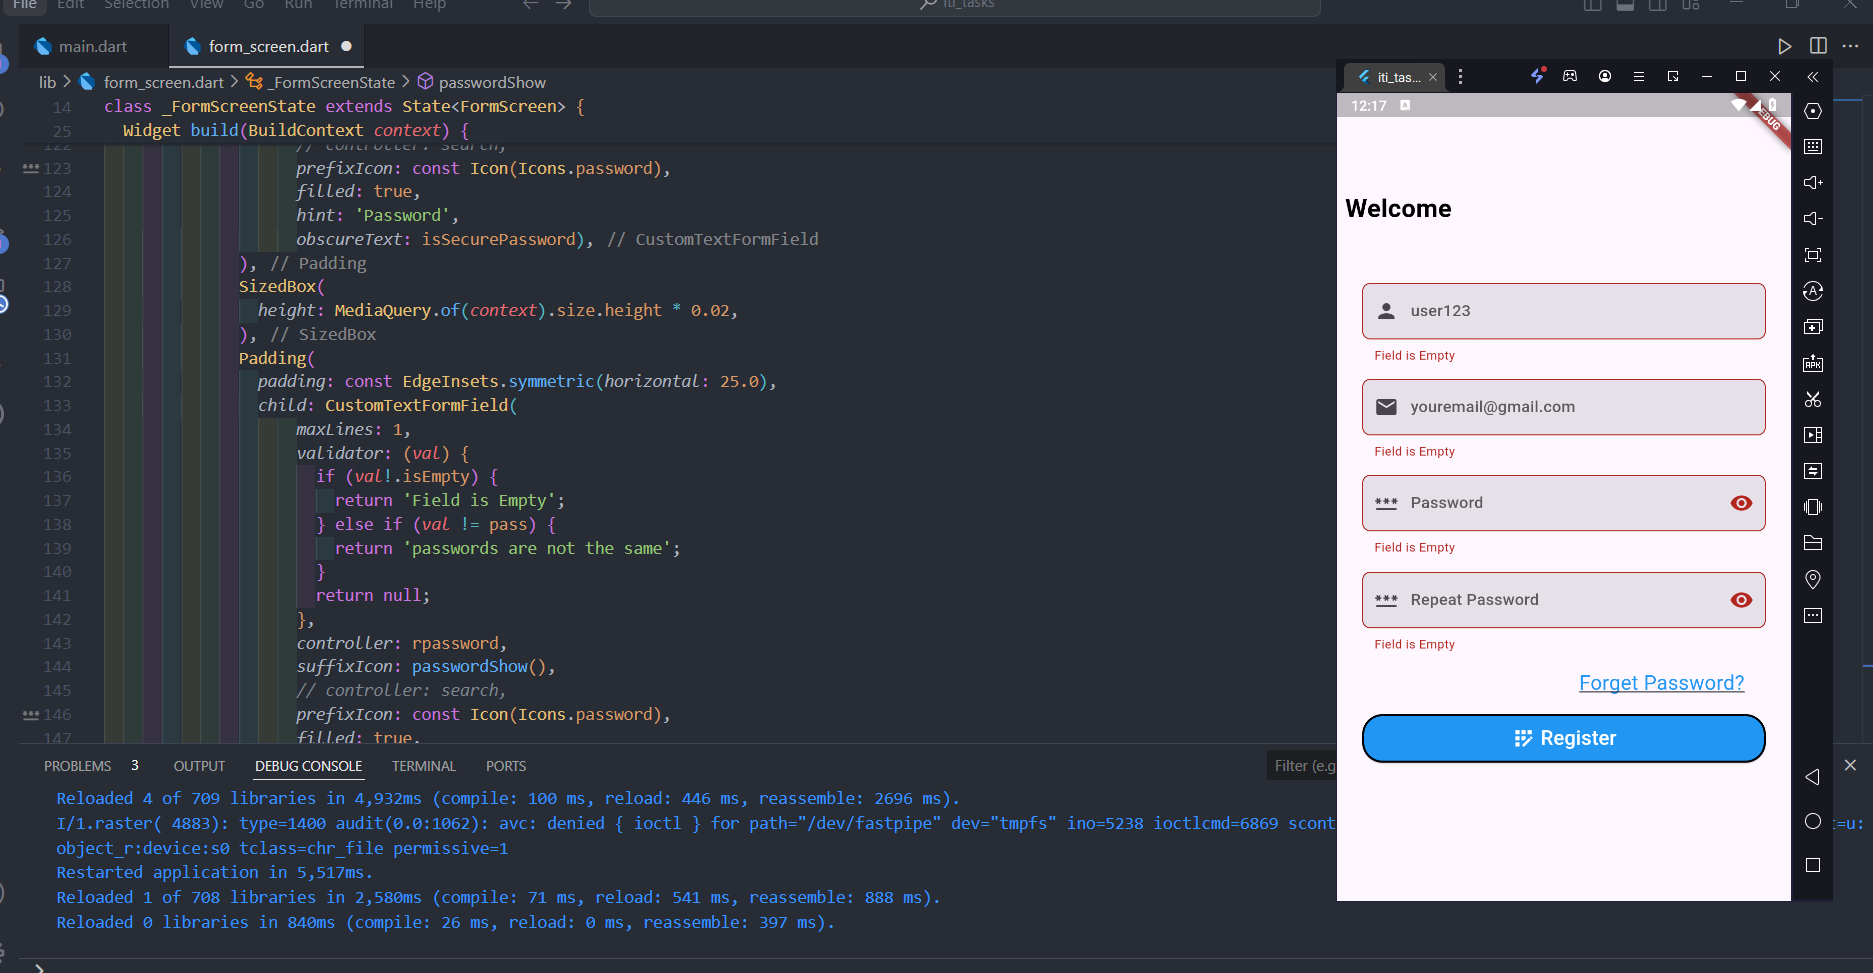 File Edit Selection View Go Run Terminal Help
iti_tasks
main.dart
form_screen.dart
lib > form_screen.dart > _FormScreenState > passwordShow
14 class _FormScreenState extends State<FormScreen> {
25 Widget build(BuildContext context) {
122 // controller: search,
123 prefixIcon: const Icon(Icons.password),
124 filled: true,
125 hint: 'Password',
126 obscureText: isSecurePassword), // CustomTextFormField
127 ), // Padding
128 SizedBox(
129 height: MediaQuery.of(context).size.height * 0.02,
130 ), // SizedBox
131 Padding(
132 padding: const EdgeInsets.symmetric(horizontal: 25.0),
133 child: CustomTextFormField(
134 maxLines: 1,
135 validator: (val) {
136 if (val!.isEmpty) {
137 return 'Field is Empty';
138 } else if (val != pass) {
139 return 'passwords are not the same';
140 }
141 return null;
142 },
143 controller: rpassword,
144 suffixIcon: passwordShow(),
145 // controller: search,
146 prefixIcon: const Icon(Icons.password),
147 filled: true,
PROBLEMS 3 OUTPUT DEBUG CONSOLE TERMINAL PORTS
Filter (e.g
Reloaded 4 of 709 libraries in 4,932ms (compile: 100 ms, reload: 446 ms, reassemble: 2696 ms).
I/1.raster( 4883): type=1400 audit(0.0:1062): avc: denied { ioctl } for path="/dev/fastpipe" dev="tmpfs" ino=5238 ioctlcmd=6869 scont
t=u:
object_r:device:s0 tclass=chr_file permissive=1
Restarted application in 5,517ms.
Reloaded 1 of 708 libraries in 2,580ms (compile: 71 ms, reload: 541 ms, reassemble: 888 ms).
Reloaded 0 libraries in 840ms (compile: 26 ms, reload: 0 ms, reassemble: 397 ms).
iti_tas...
12:17
Welcome
user123
Field is Empty
youremail@gmail.com
Field is Empty
Password
Field is Empty
Repeat Password
Field is Empty
Forget Password?
Register
APK